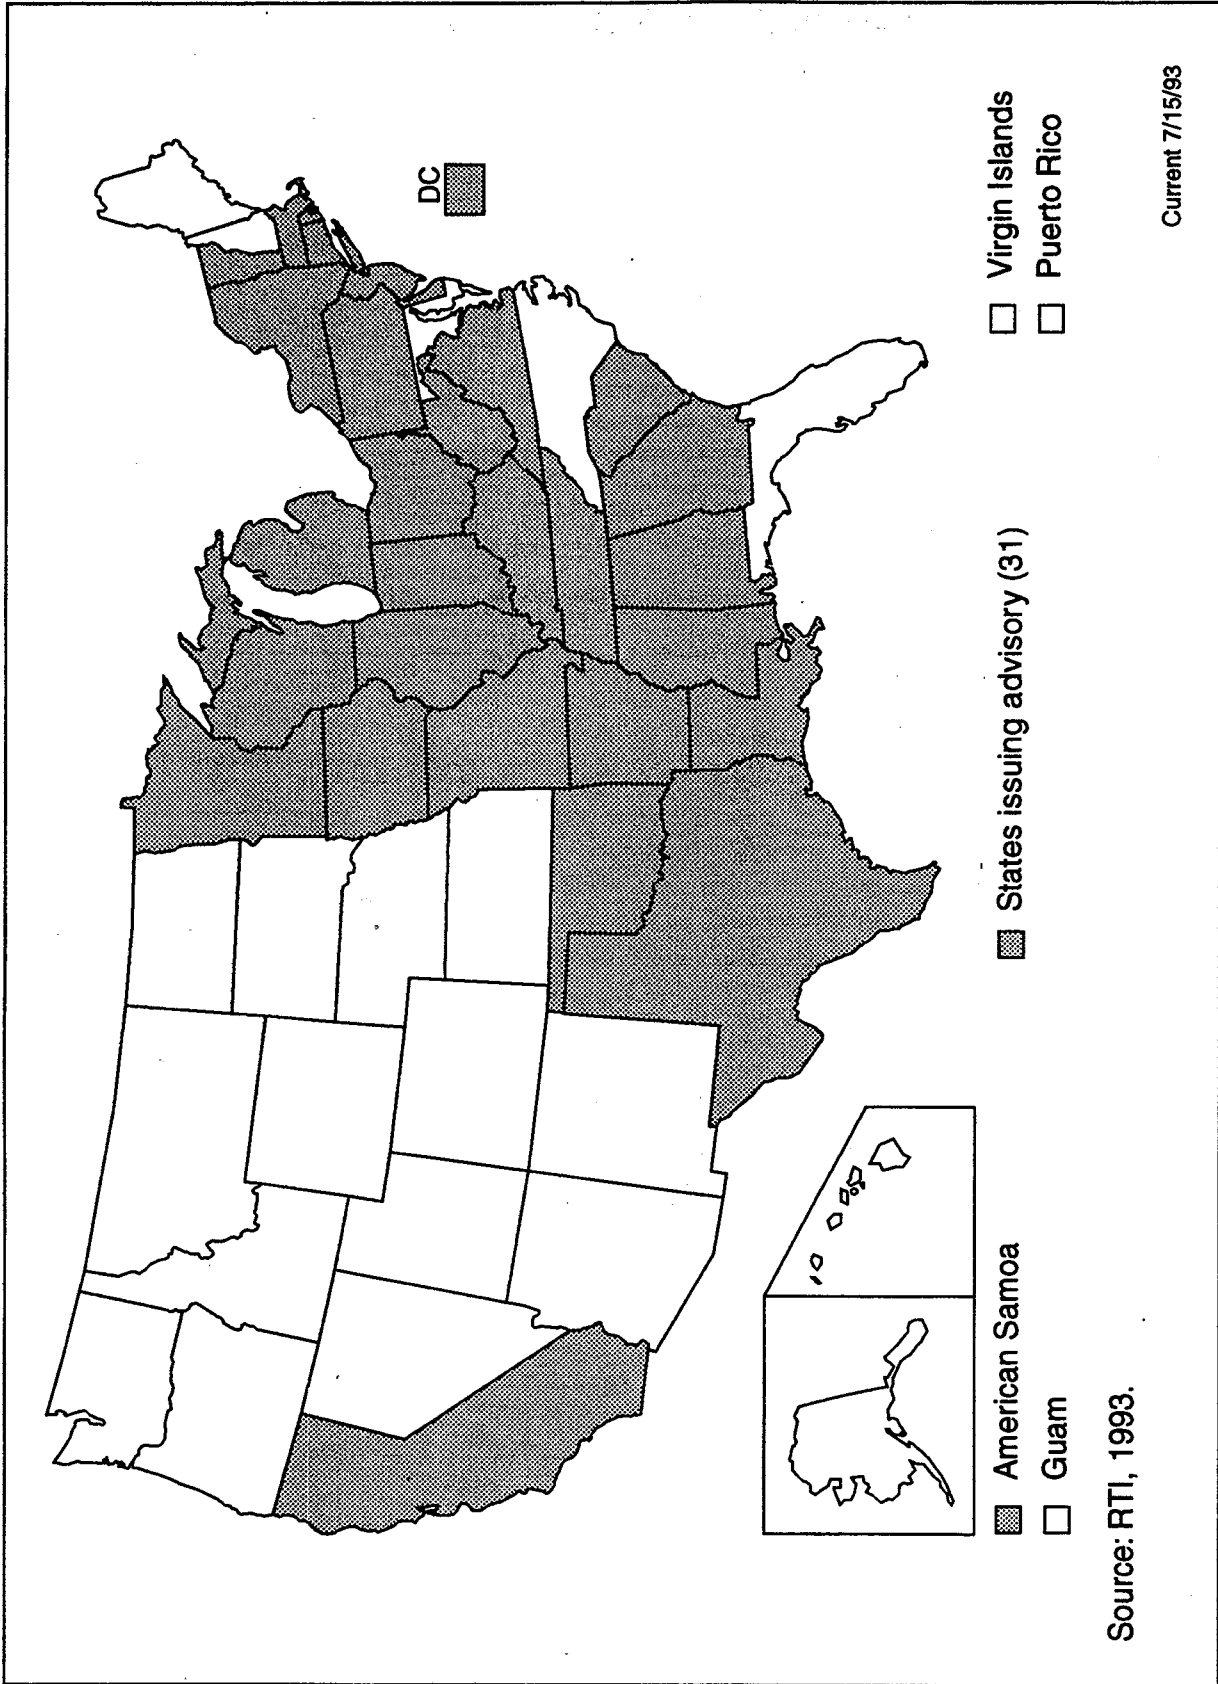 DC
States issuing advisory (31)
American Samoa
Guam
Virgin Islands
Puerto Rico
Source: RTI, 1993.
Current 7/15/93